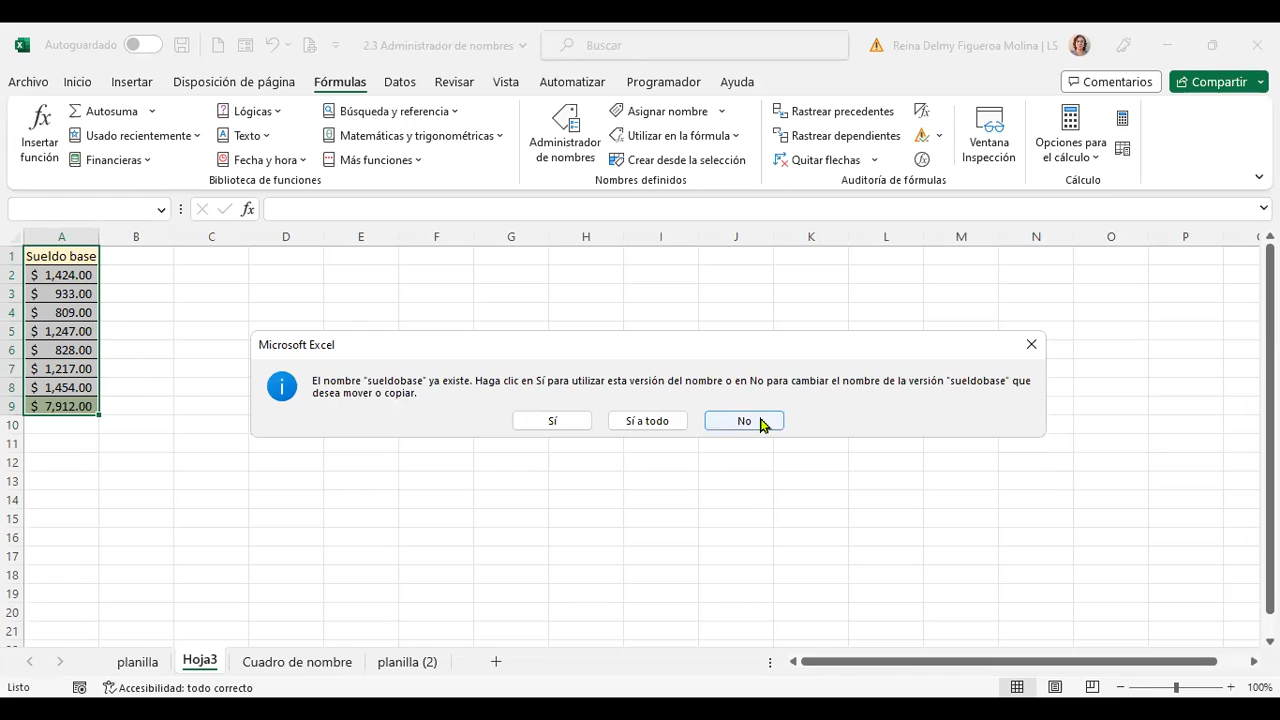 Autoguardado
2.3 Administrador de nombres
Buscar
Reina Delmy Figueroa Molina | LS
Archivo Inicio Insertar Disposición de página Fórmulas Datos Revisar Vista Automatizar Programador Ayuda
Comentarios
Compartir
Insertar función
Autosuma
Usado recientemente
Financieras
Lógicas
Texto
Fecha y hora
Búsqueda y referencia
Matemáticas y trigonométricas
Más funciones
Biblioteca de funciones
Administrador de nombres
Asignar nombre
Utilizar en la fórmula
Crear desde la selección
Nombres definidos
Rastrear precedentes
Rastrear dependientes
Quitar flechas
Auditoría de fórmulas
Ventana Inspección
Opciones para el cálculo
Cálculo
fx
A B C D E F G H I J K L M N O P
1 Sueldo base
2 $ 1,424.00
3 $ 933.00
4 $ 809.00
5 $ 1,247.00
6 $ 828.00
7 $ 1,217.00
8 $ 1,454.00
9 $ 7,912.00
10
11
12
13
14
15
16
17
18
19
20
21
Microsoft Excel
El nombre "sueldobase" ya existe. Haga clic en Sí para utilizar esta versión del nombre o en No para cambiar el nombre de la versión "sueldobase" que
desea mover o copiar.
Sí Sí a todo No
planilla Hoja3 Cuadro de nombre planilla (2)
Listo
Accesibilidad: todo correcto
100%